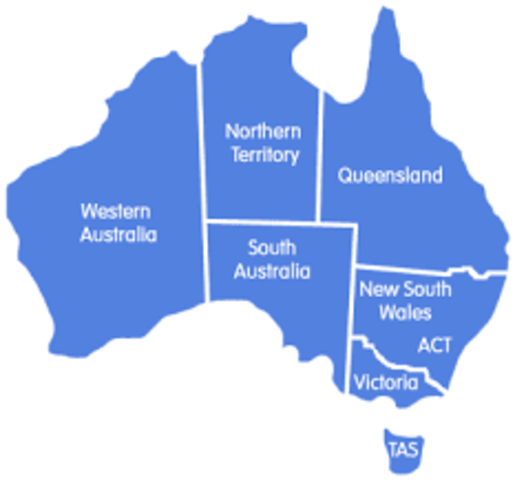 Northern
Territory
Queensland
Western
Australia
South
Australia
New South
Wales
ACT
Victoria
TAS